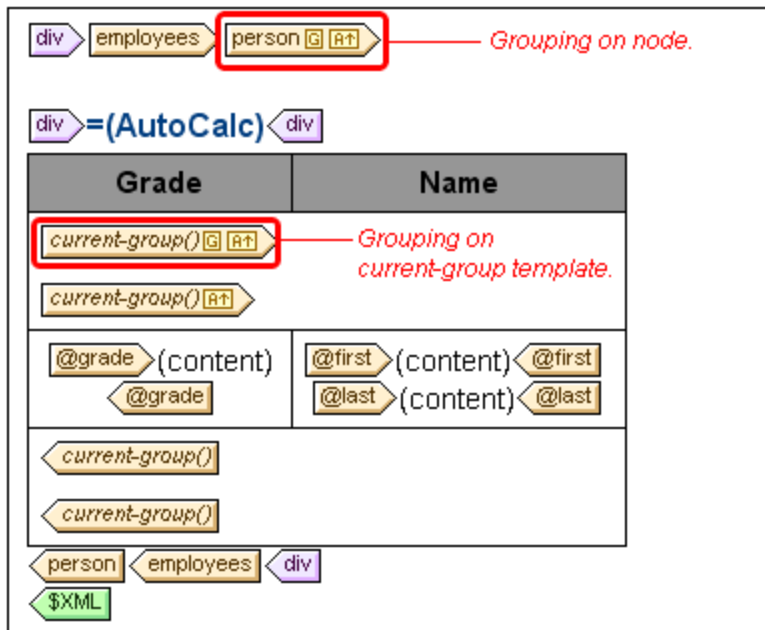 div employees person G A↑ Grouping on node.
div =(AutoCalc) div
Grade Name
current-group() G A↑ Grouping on
current-group template.
current-group() A↑
@grade (content) @first (content) @first
@grade @last (content) @last
current-group()
current-group()
person employees div
$XML